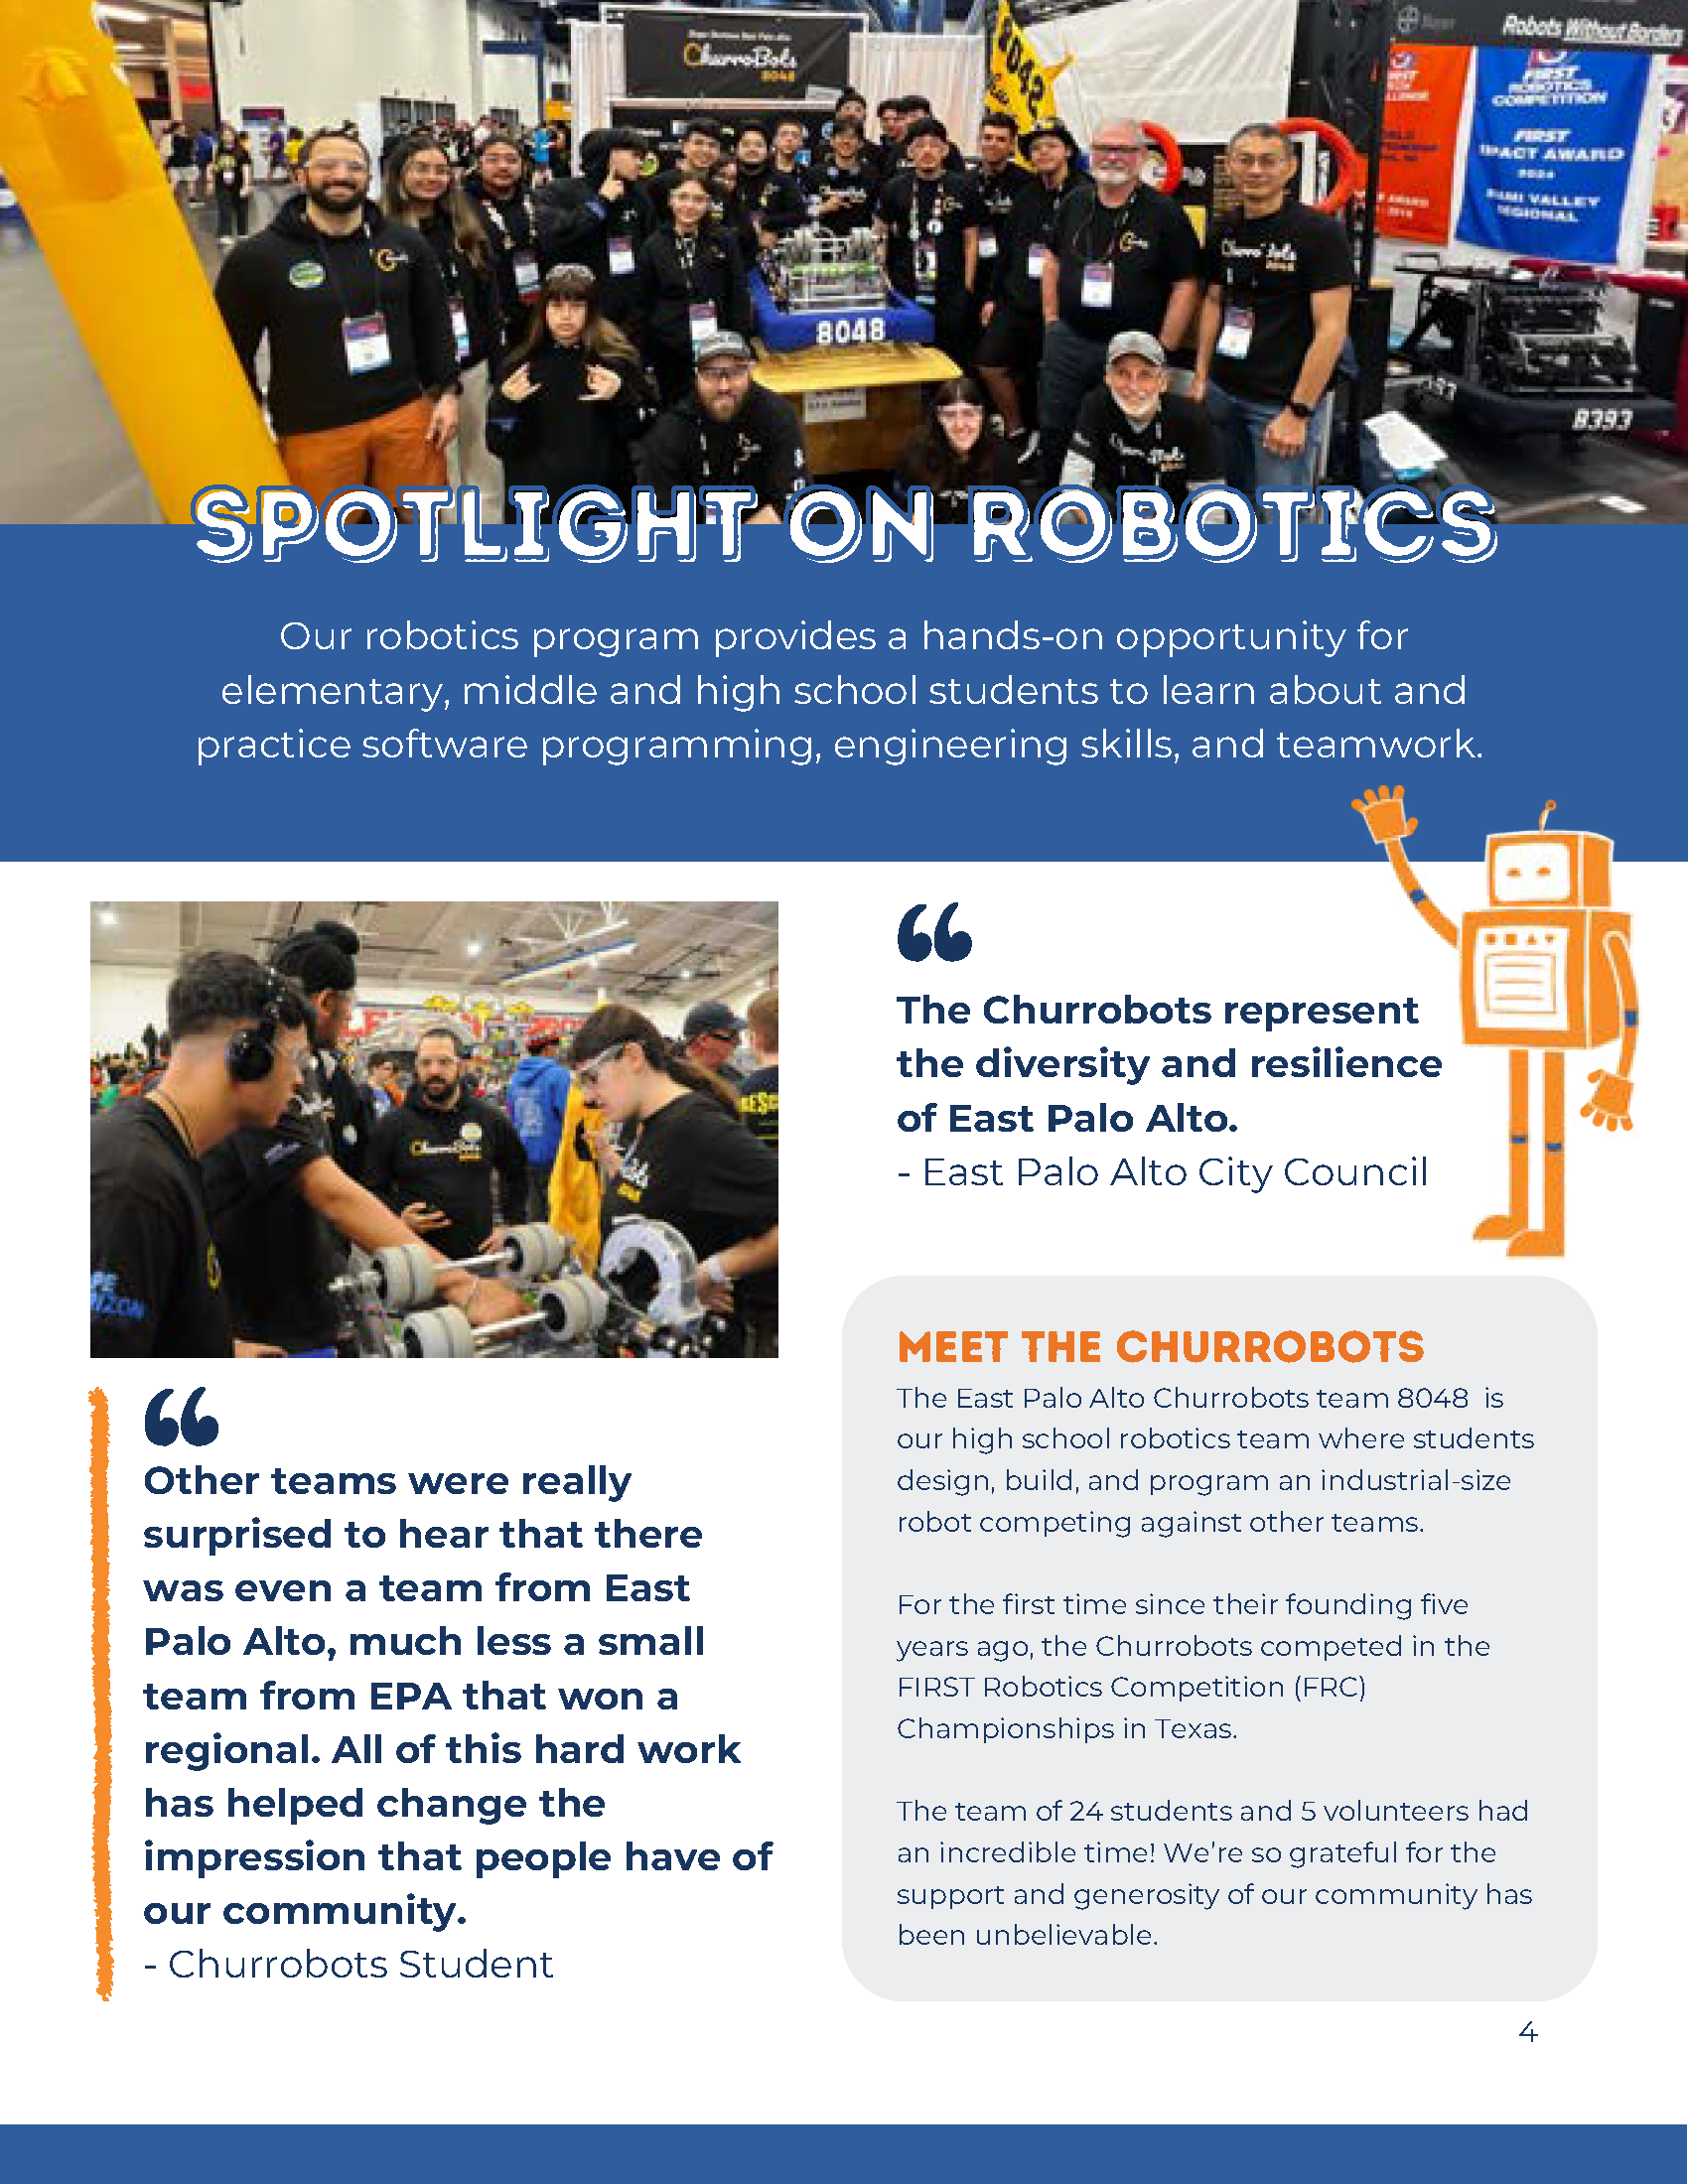 ChurroBots
8048
8042
Robots Without Borders
FIRST
ROBOTICS
COMPETITION
FIRST
IMPACT AWARD
2024
VALLEY
REGIONAL
ChurroBots
8048
8393
SPOTLIGHT ON ROBOTICS
Our robotics program provides a hands-on opportunity for
elementary, middle and high school students to learn about and
practice software programming, engineering skills, and teamwork.
“
The Churrobots represent
the diversity and resilience
of East Palo Alto.
- East Palo Alto City Council
ChurroBots
“
Other teams were really
surprised to hear that there
was even a team from East
Palo Alto, much less a small
team from EPA that won a
regional. All of this hard work
has helped change the
impression that people have of
our community.
- Churrobots Student
MEET THE CHURROBOTS
The East Palo Alto Churrobots team 8048  is
our high school robotics team where students
design, build, and program an industrial-size
robot competing against other teams.
For the first time since their founding five
years ago, the Churrobots competed in the
FIRST Robotics Competition (FRC)
Championships in Texas.
The team of 24 students and 5 volunteers had
an incredible time! We're so grateful for the
support and generosity of our community has
been unbelievable.
4